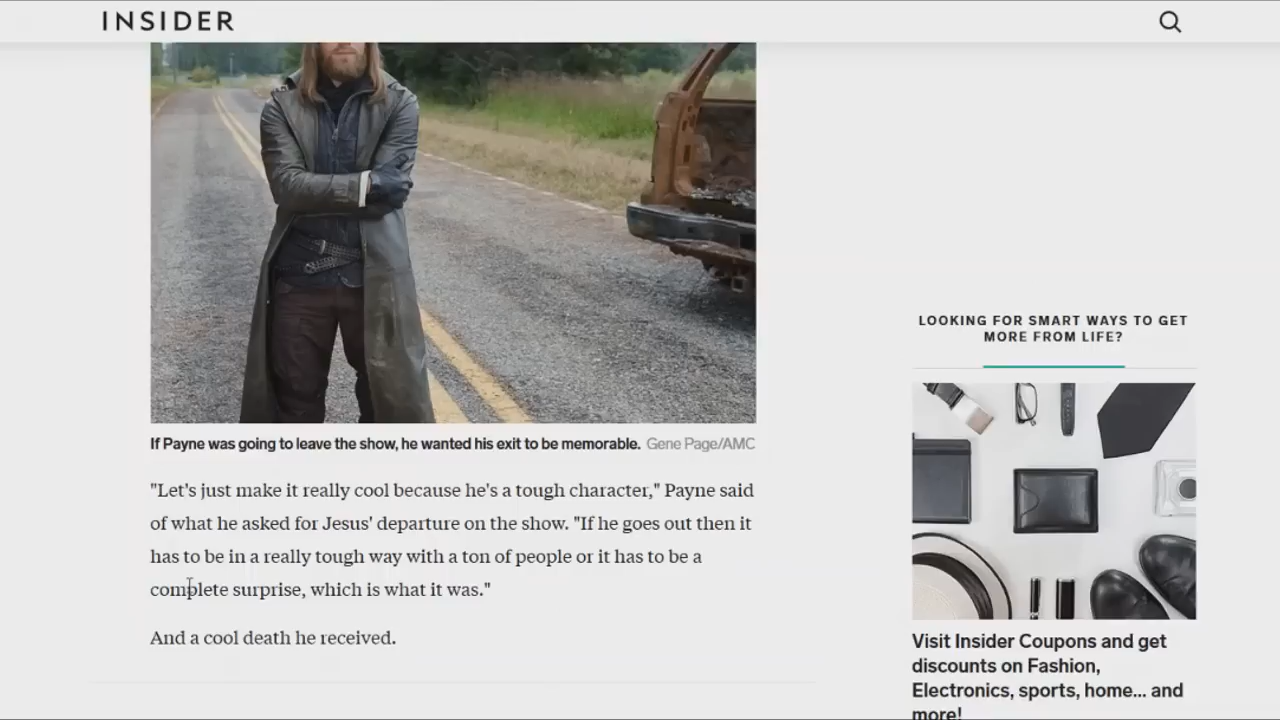 INSIDER
If Payne was going to leave the show, he wanted his exit to be memorable. Gene Page/AMC
"Let's just make it really cool because he's a tough character," Payne said
of what he asked for Jesus' departure on the show. "If he goes out then it
has to be in a really tough way with a ton of people or it has to be a
complete surprise, which is what it was."
And a cool death he received.
LOOKING FOR SMART WAYS TO GET
MORE FROM LIFE?
Visit Insider Coupons and get
discounts on Fashion,
Electronics, sports, home... and
more!